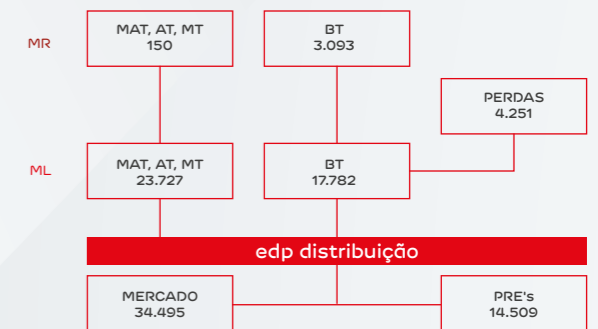 MR
MAT, AT, MT
150
BT
3.093
PERDAS
4.251
ML
MAT, AT, MT
23.727
BT
17.782
edp distribuição
MERCADO
34.495
PRE's
14.509